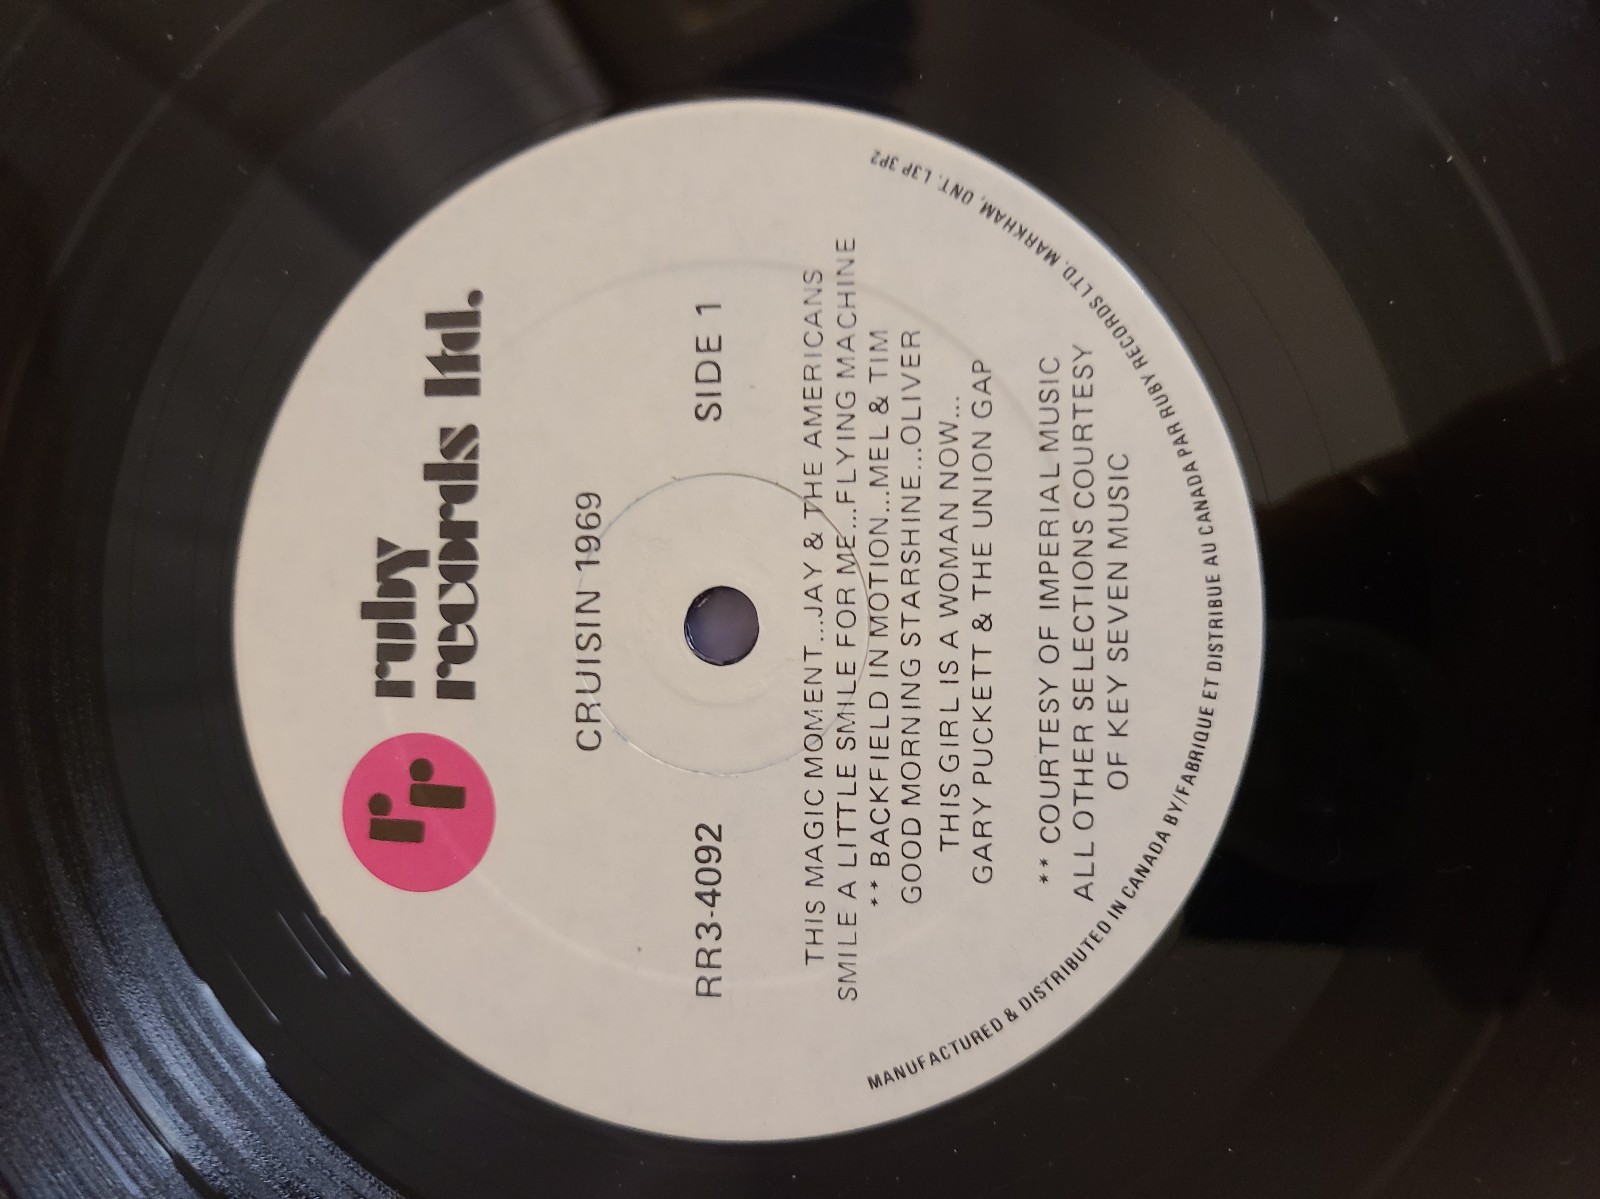 rr
ruby
records ltd.
CRUISIN 1969
RR3-4092
SIDE 1
THIS MAGIC MOMENT...JAY & THE AMERICANS
SMILE A LITTLE SMILE FOR ME...FLYING MACHINE
** BACKFIELD IN MOTION...MEL & TIM
GOOD MORNING STARSHINE...OLIVER
THIS GIRL IS A WOMAN NOW...
GARY PUCKETT & THE UNION GAP
** COURTESY OF IMPERIAL MUSIC
ALL OTHER SELECTIONS COURTESY
OF KEY SEVEN MUSIC
MANUFACTURED & DISTRIBUTED IN CANADA BY/FABRIQUE ET DISTRIBUE AU CANADA PAR RUBY RECORDS LTD. MARKHAM, ONT. L3P 3P2